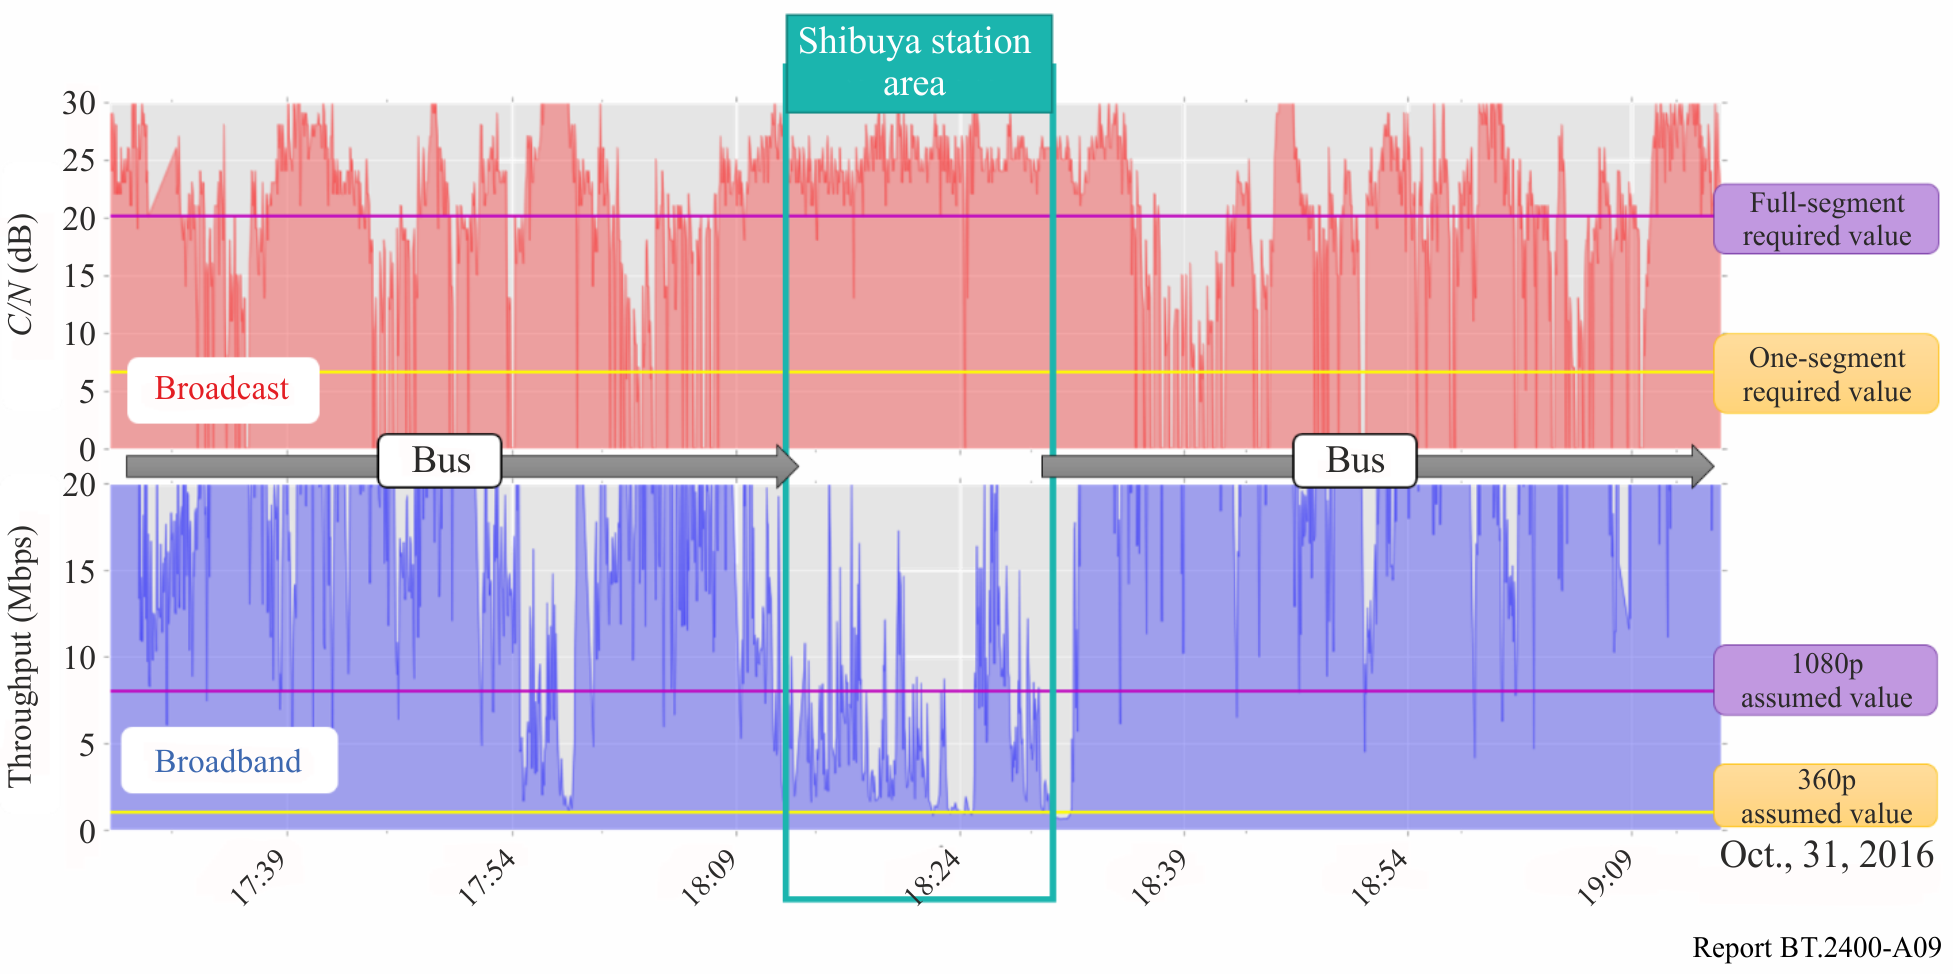 Shibuya station
area
30
25
20
15
10
5
0
C/N (dB)
Full-segment
required value
One-segment
required value
Broadcast
Bus
Bus
20
15
10
5
0
Throughput (Mbps)
1080p
assumed value
360p
assumed value
Broadband
17:39
17:54
18:09
18:24
18:39
18:54
19:09
Oct., 31, 2016
Report BT.2400-A09